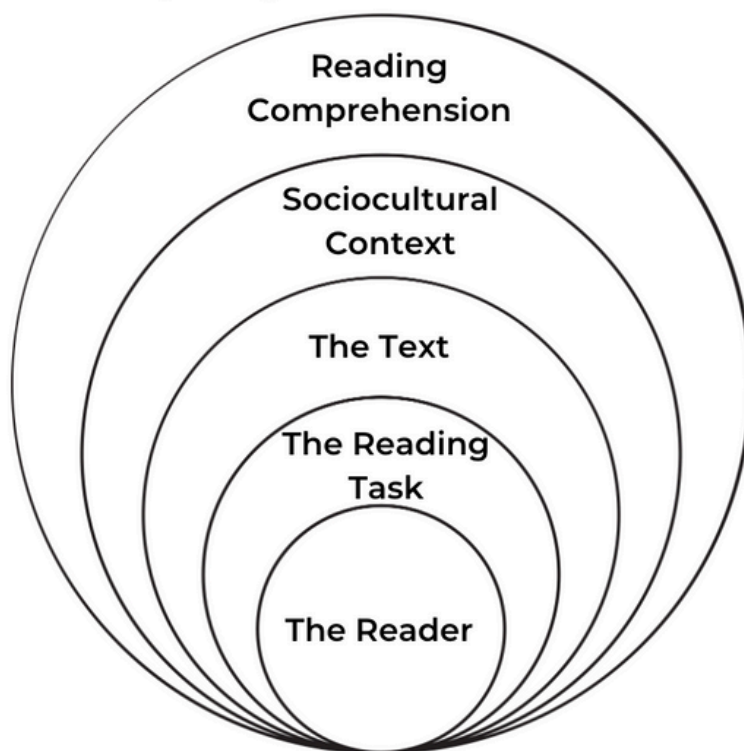 Reading
Comprehension
Sociocultural
Context
The Text
The Reading
Task
The Reader